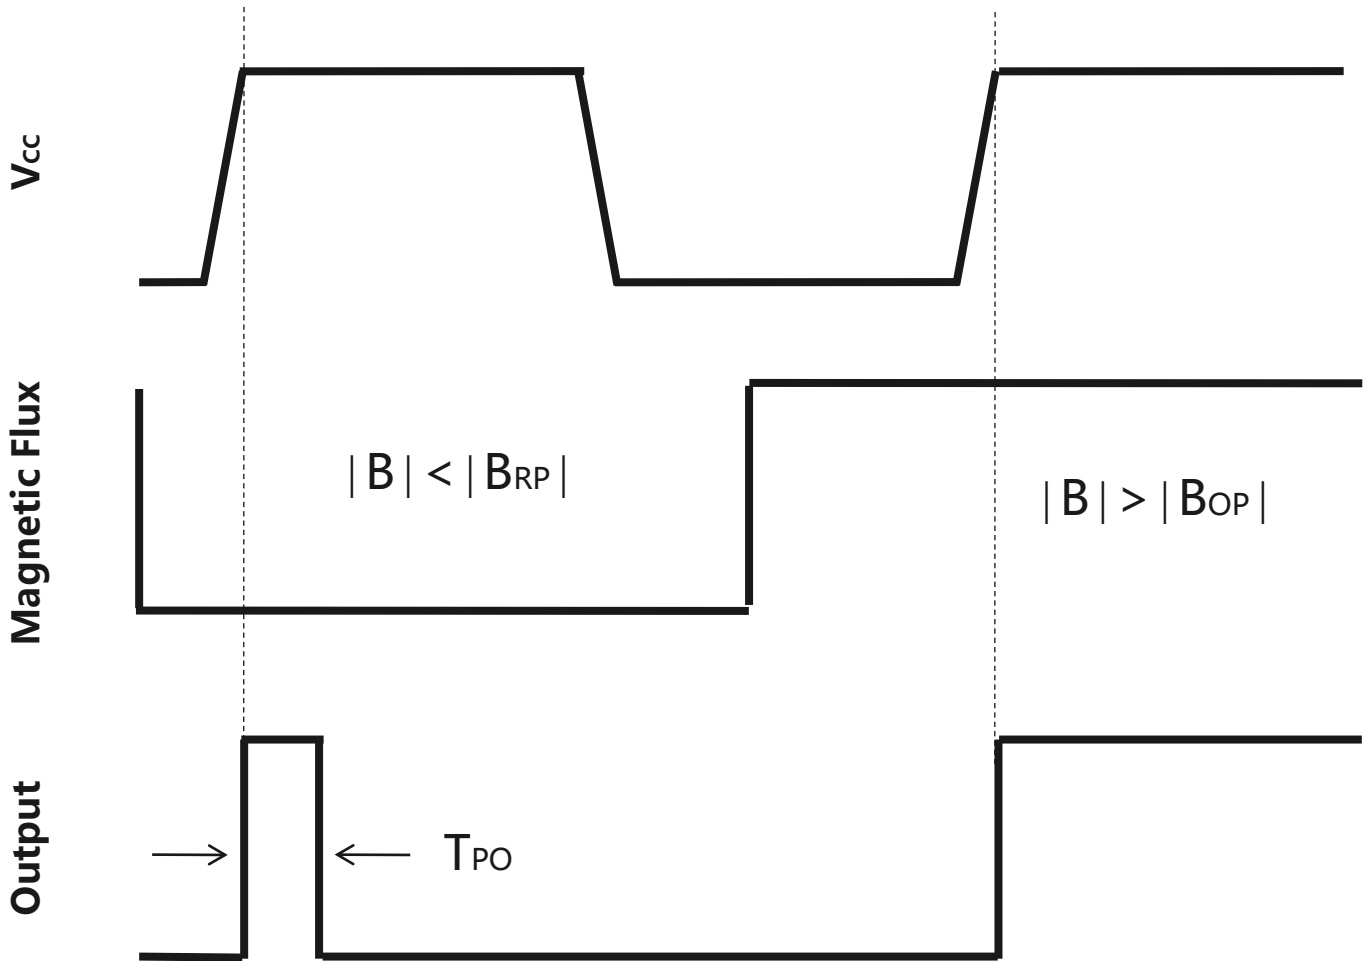 Vcc
Magnetic Flux
| B | < | BRP |
| B | > | BOP |
Output
TPO